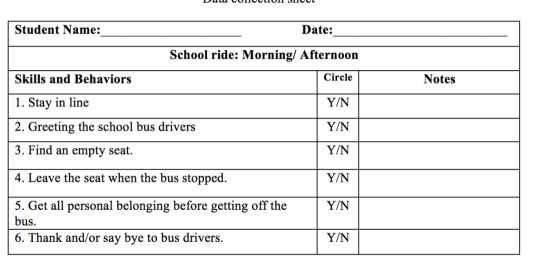 Data collection sheet
Student Name:____________________ Date:_________________________
School ride: Morning/ Afternoon
Skills and Behaviors Circle Notes
1. Stay in line Y/N
2. Greeting the school bus drivers Y/N
3. Find an empty seat. Y/N
4. Leave the seat when the bus stopped. Y/N
5. Get all personal belonging before getting off the Y/N
bus.
6. Thank and/or say bye to bus drivers. Y/N